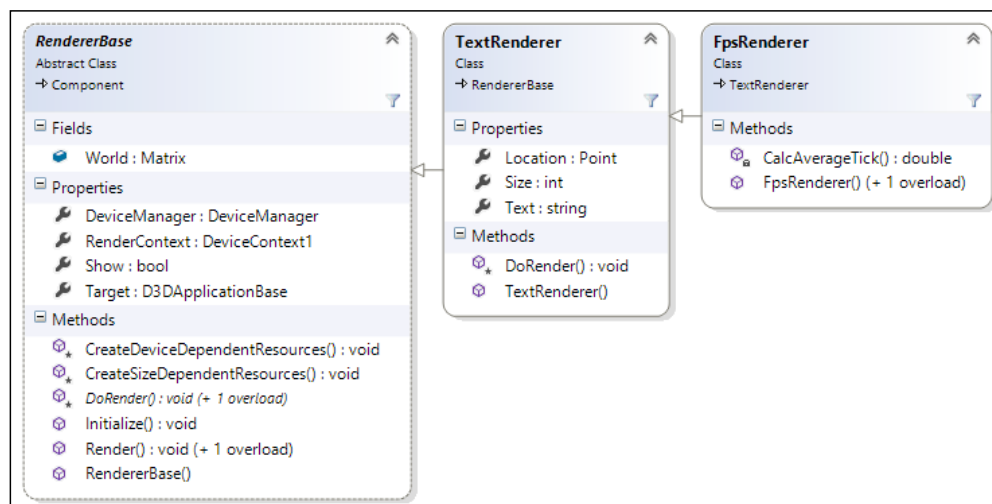 RendererBase
Abstract Class
Component
Fields
World : Matrix
Properties
DeviceManager : DeviceManager
RenderContext : DeviceContext1
Show : bool
Target : D3DApplicationBase
Methods
CreateDeviceDependentResources() : void
CreateSizeDependentResources() : void
DoRender() : void (+ 1 overload)
Initialize() : void
Render() : void (+ 1 overload)
RendererBase()
TextRenderer
Class
RendererBase
Properties
Location : Point
Size : int
Text : string
Methods
DoRender() : void
TextRenderer()
FpsRenderer
Class
TextRenderer
Methods
CalcAverageTick() : double
FpsRenderer() (+ 1 overload)